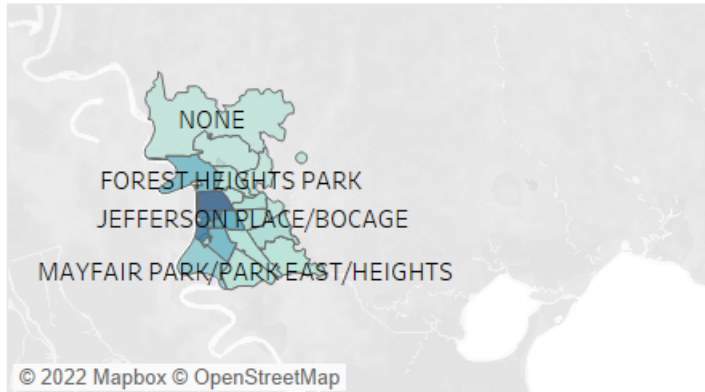 NONE
FOREST HEIGHTS PARK
JEFFERSON PLACE/BOCAGE
MAYFAIR PARK/PARK EAST/HEIGHTS
© 2022 Mapbox © OpenStreetMap